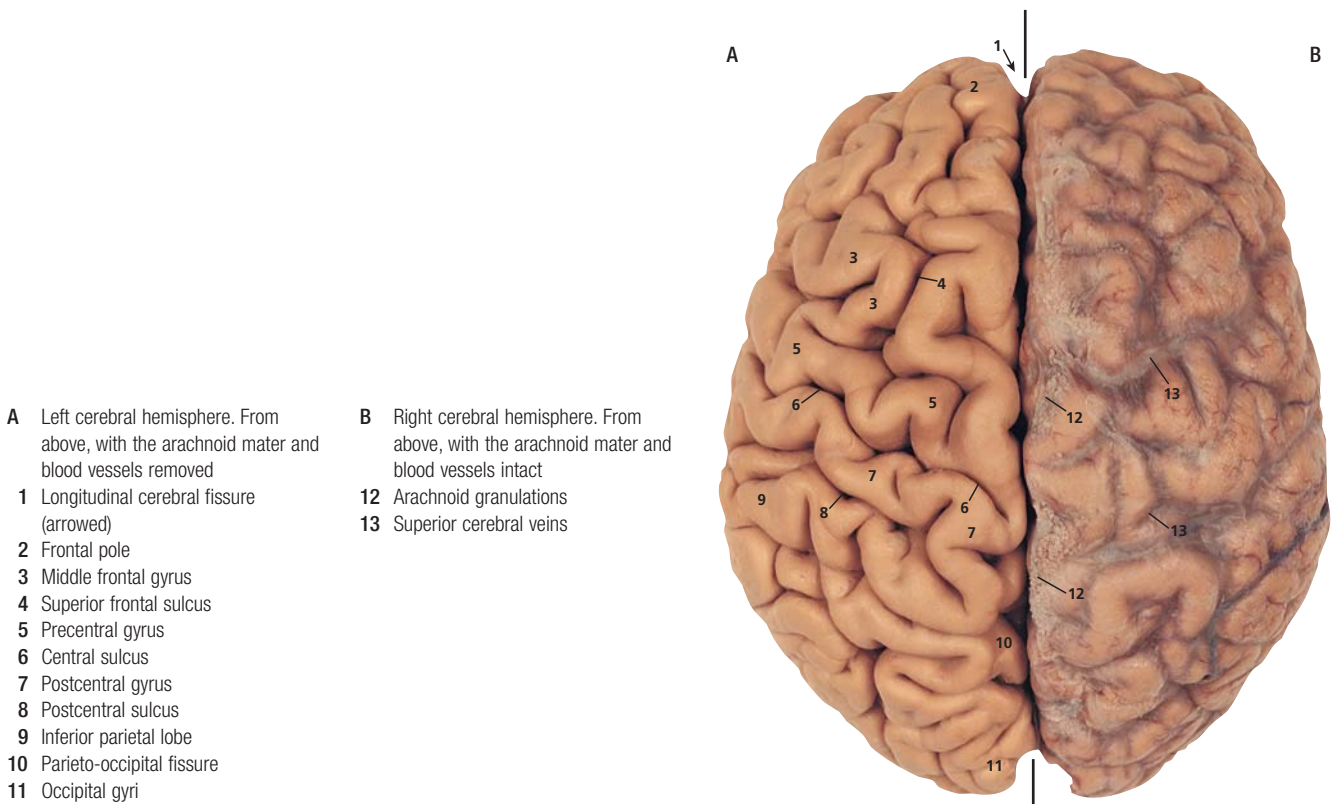 A Left cerebral hemisphere. From
above, with the arachnoid mater and
blood vessels removed
1 Longitudinal cerebral fissure
(arrowed)
2 Frontal pole
3 Middle frontal gyrus
4 Superior frontal sulcus
5 Precentral gyrus
6 Central sulcus
7 Postcentral gyrus
8 Postcentral sulcus
9 Inferior parietal lobe
10 Parieto-occipital fissure
11 Occipital gyri
B Right cerebral hemisphere. From
above, with the arachnoid mater and
blood vessels intact
12 Arachnoid granulations
13 Superior cerebral veins
A
B
1
2
3
4
3
5
13
6
5
12
7
9
8
6
7
13
12
10
11